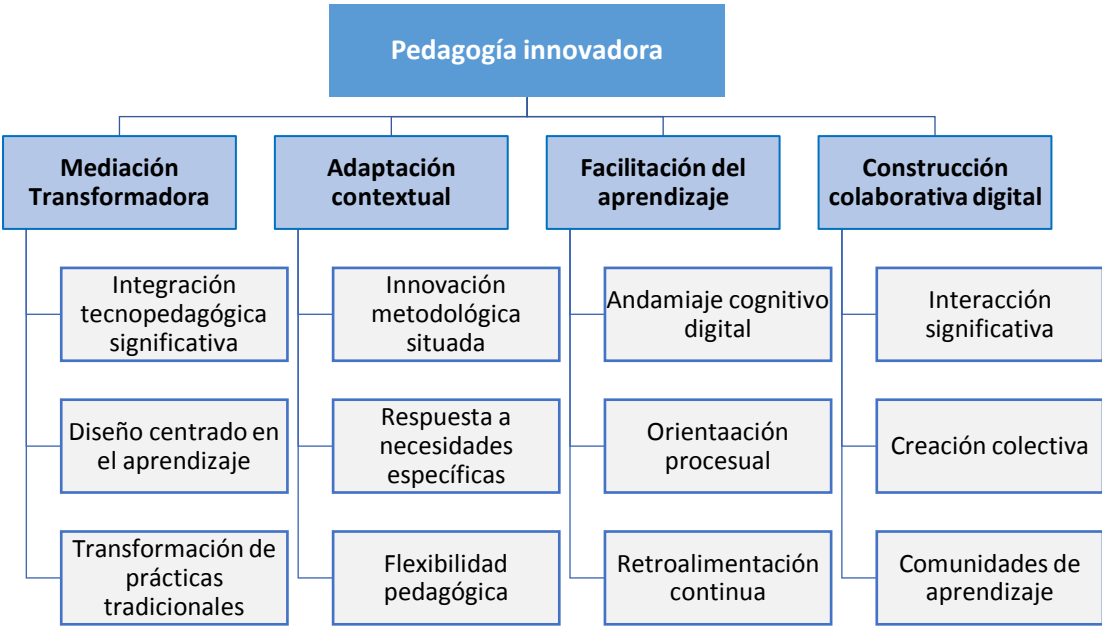 Pedagogía innovadora
Mediación
Transformadora
Integración
tecnopedagógica
significativa
Diseño centrado en
el aprendizaje
Transformación de
prácticas
tradicionales
Adaptación
contextual
Innovación
metodológica
situada
Respuesta a
necesidades
específicas
Flexibilidad
pedagógica
Facilitación del
aprendizaje
Andamiaje cognitivo
digital
Orientaación
procesual
Retroalimentación
continua
Construcción
colaborativa digital
Interacción
significativa
Creación colectiva
Comunidades de
aprendizaje